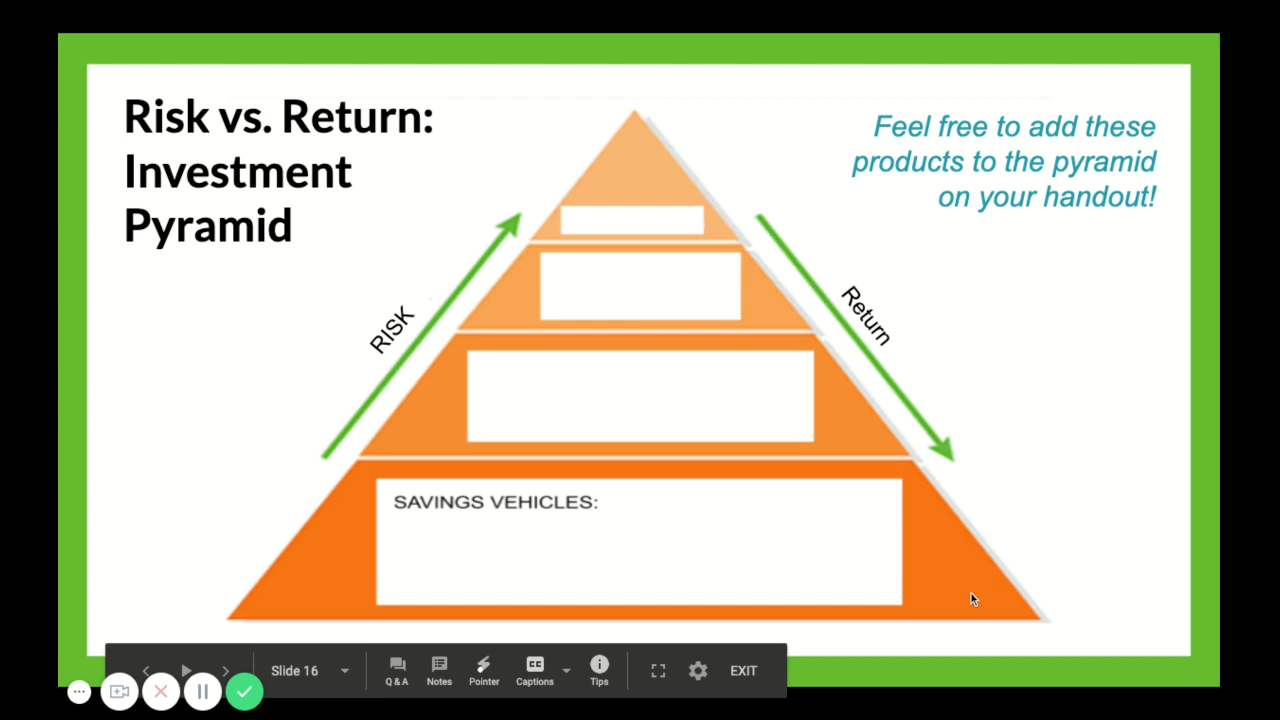 Risk vs. Return:
Investment
Pyramid
Feel free to add these
products to the pyramid
on your handout!
RISK
Return
SAVINGS VEHICLES:
Slide 16
Q & A
Notes
Pointer
CC
Captions
Tips
EXIT